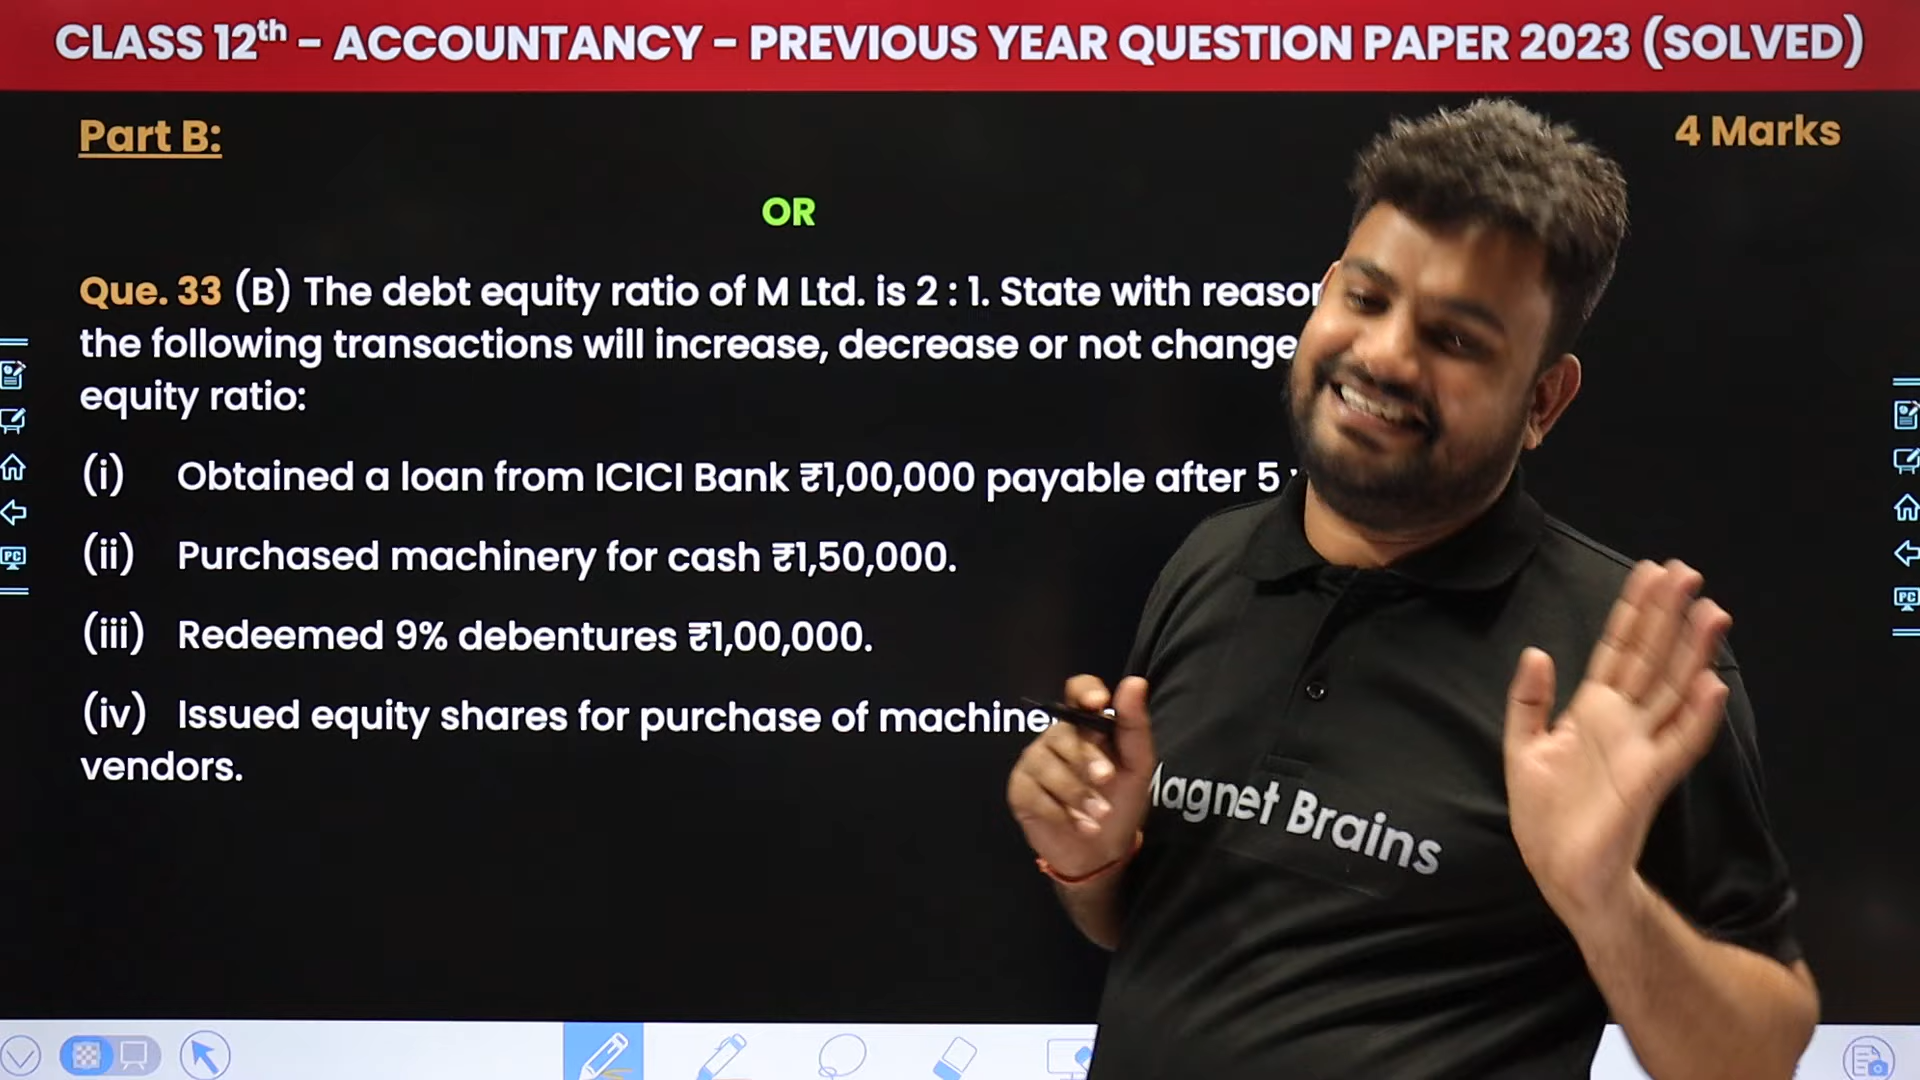 CLASS 12th – ACCOUNTANCY – PREVIOUS YEAR QUESTION PAPER 2023 (SOLVED)
Part B:
4 Marks
OR
Que. 33 (B) The debt equity ratio of M Ltd. is 2 : 1. State with
the following transactions will increase, decrease or not change
equity ratio:
(i) Obtained a loan from ICICI Bank ₹1,00,000 payable after 5
(ii) Purchased machinery for cash ₹1,50,000.
(iii) Redeemed 9% debentures ₹1,00,000.
(iv) Issued equity shares for purchase of
vendors.
PC
PC
Magnet Brains